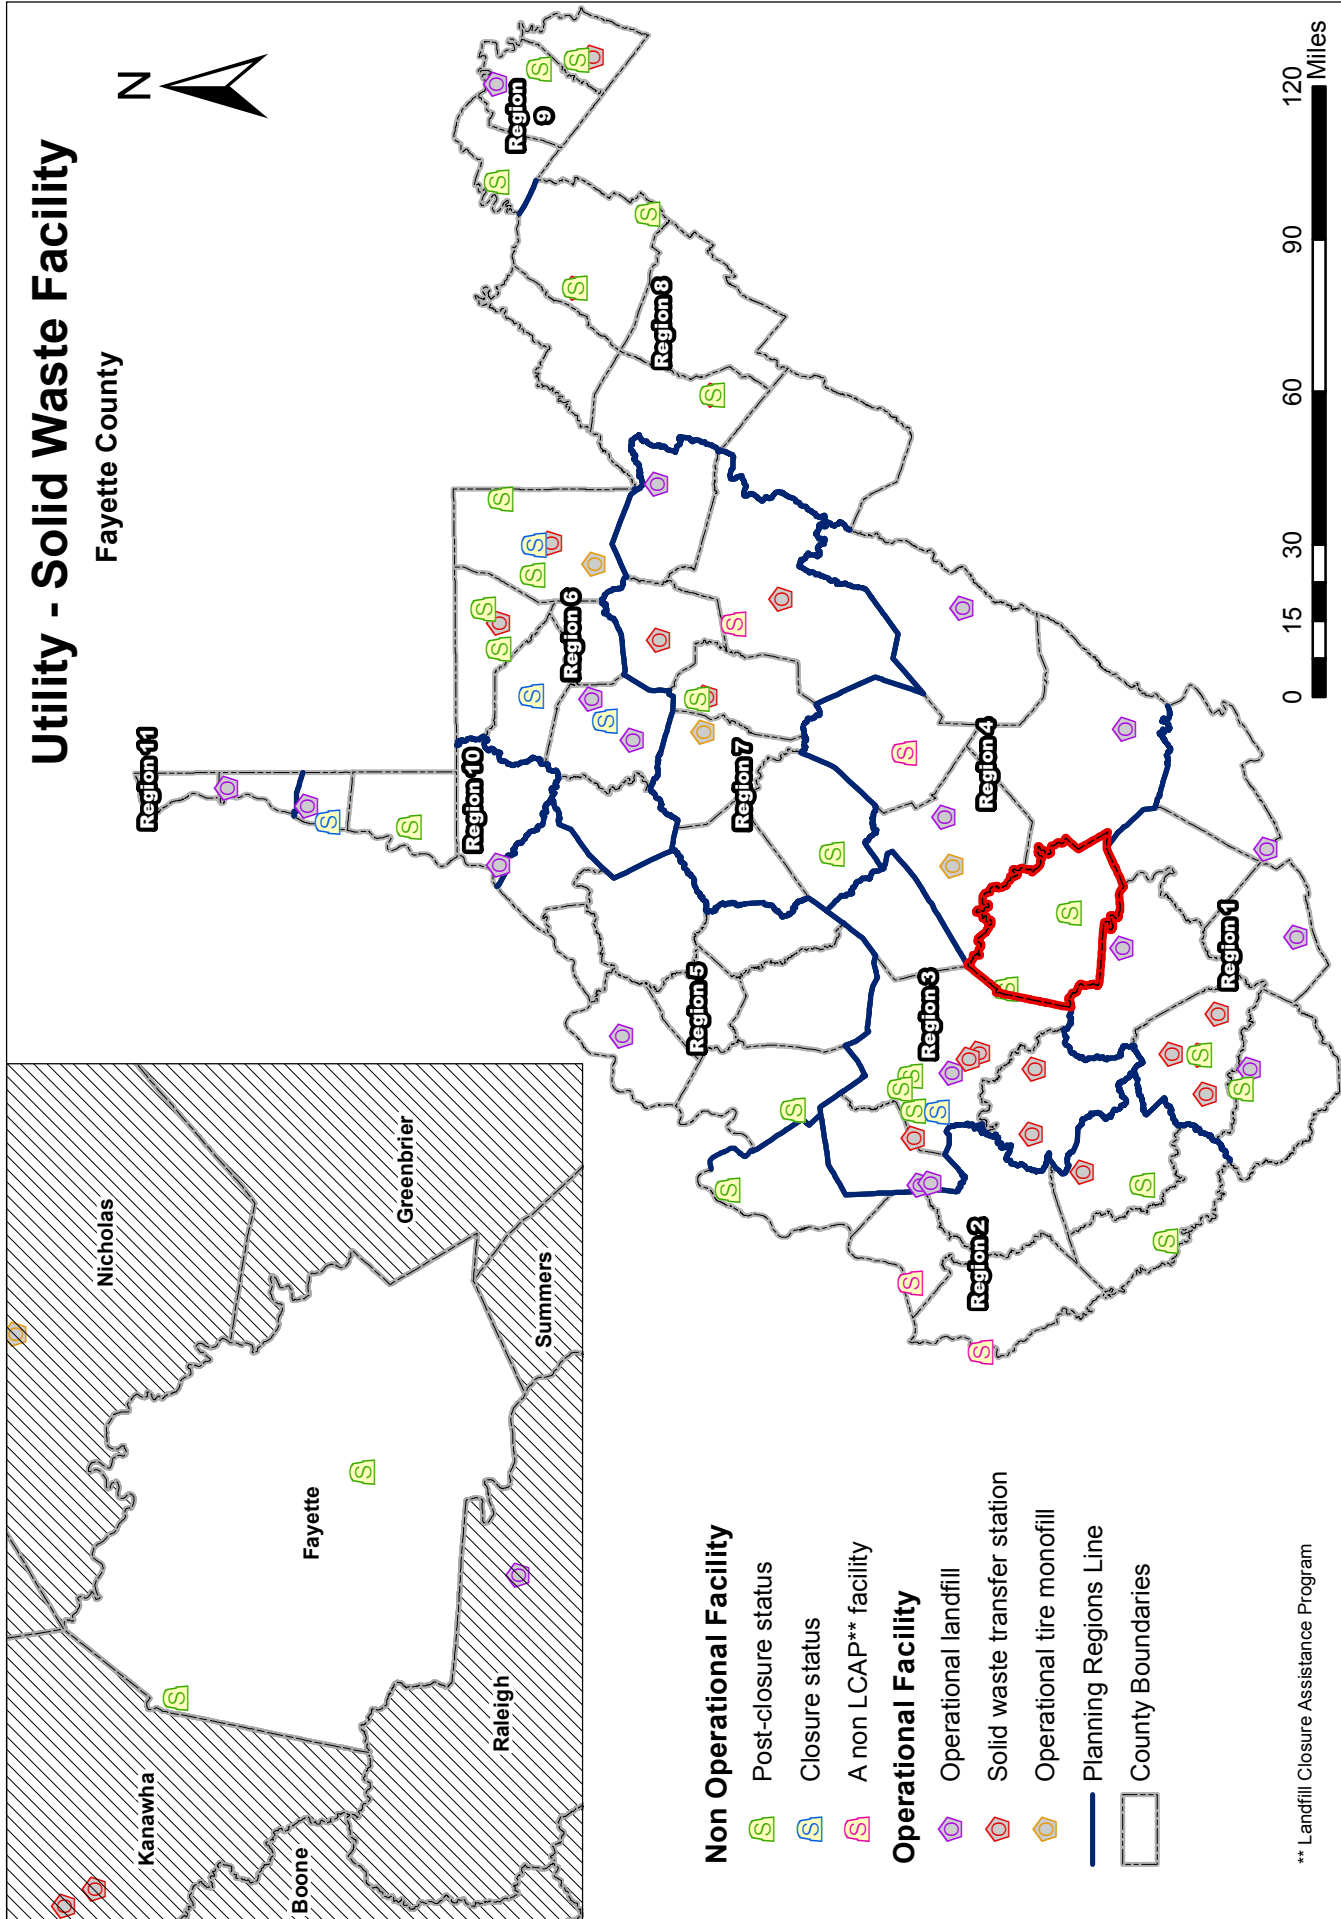 Utility - Solid Waste Facility
Fayette County
N
Nicholas
Greenbrier
Summers
Fayette
Kanawha
Raleigh
Boone
Region 11
Region 10
Region 6
Region 9
Region 8
Region 5
Region 7
Region 3
Region 4
Region 2
Region 1
Non Operational Facility
S Post-closure status
S Closure status
S A non LCAP** facility
Operational Facility
Operational landfill
Solid waste transfer station
Operational tire monofill
Planning Regions Line
County Boundaries
** Landfill Closure Assistance Program
0 15 30 60 90 120
Miles